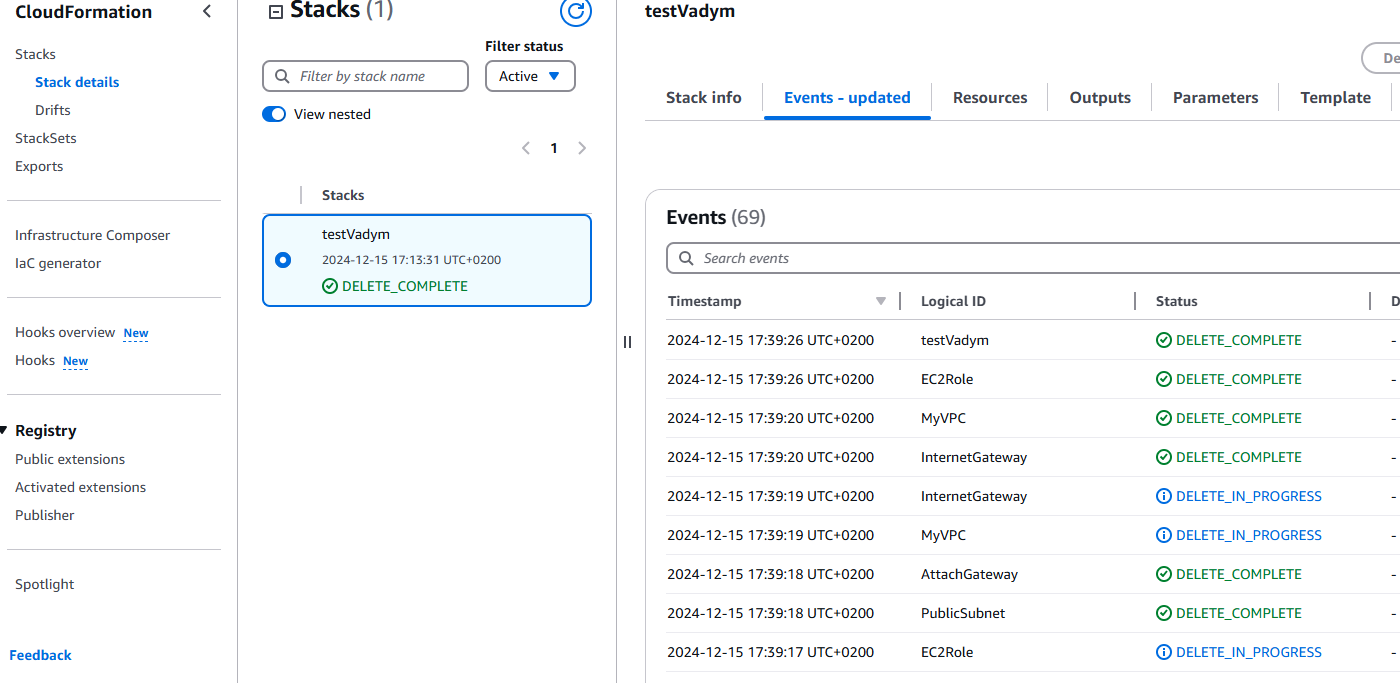 CloudFormation
Stacks
Stack details
Drifts
StackSets
Exports
Infrastructure Composer
IaC generator
Hooks overview New
Hooks New
Registry
Public extensions
Activated extensions
Publisher
Spotlight
Feedback
Stacks (1)
Filter status
Filter by stack name
Active
View nested
1
Stacks
testVadym
2024-12-15 17:13:31 UTC+0200
DELETE_COMPLETE
testVadym
De
Stack info Events - updated Resources Outputs Parameters Template
Events (69)
Search events
Timestamp Logical ID Status D
2024-12-15 17:39:26 UTC+0200 testVadym DELETE_COMPLETE -
2024-12-15 17:39:26 UTC+0200 EC2Role DELETE_COMPLETE -
2024-12-15 17:39:20 UTC+0200 MyVPC DELETE_COMPLETE -
2024-12-15 17:39:20 UTC+0200 InternetGateway DELETE_COMPLETE -
2024-12-15 17:39:19 UTC+0200 InternetGateway DELETE_IN_PROGRESS -
2024-12-15 17:39:19 UTC+0200 MyVPC DELETE_IN_PROGRESS -
2024-12-15 17:39:18 UTC+0200 AttachGateway DELETE_COMPLETE -
2024-12-15 17:39:18 UTC+0200 PublicSubnet DELETE_COMPLETE -
2024-12-15 17:39:17 UTC+0200 EC2Role DELETE_IN_PROGRESS -